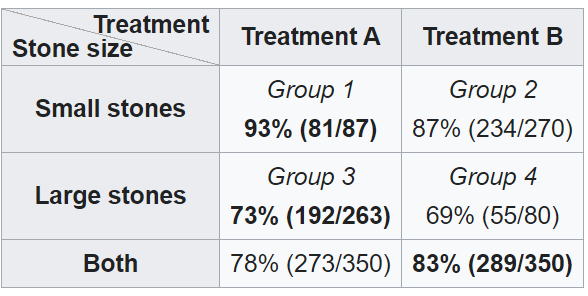 Treatment
Stone size
Treatment A
Treatment B
Small stones
Group 1
93% (81/87)
Group 2
87% (234/270)
Large stones
Group 3
73% (192/263)
Group 4
69% (55/80)
Both
78% (273/350)
83% (289/350)